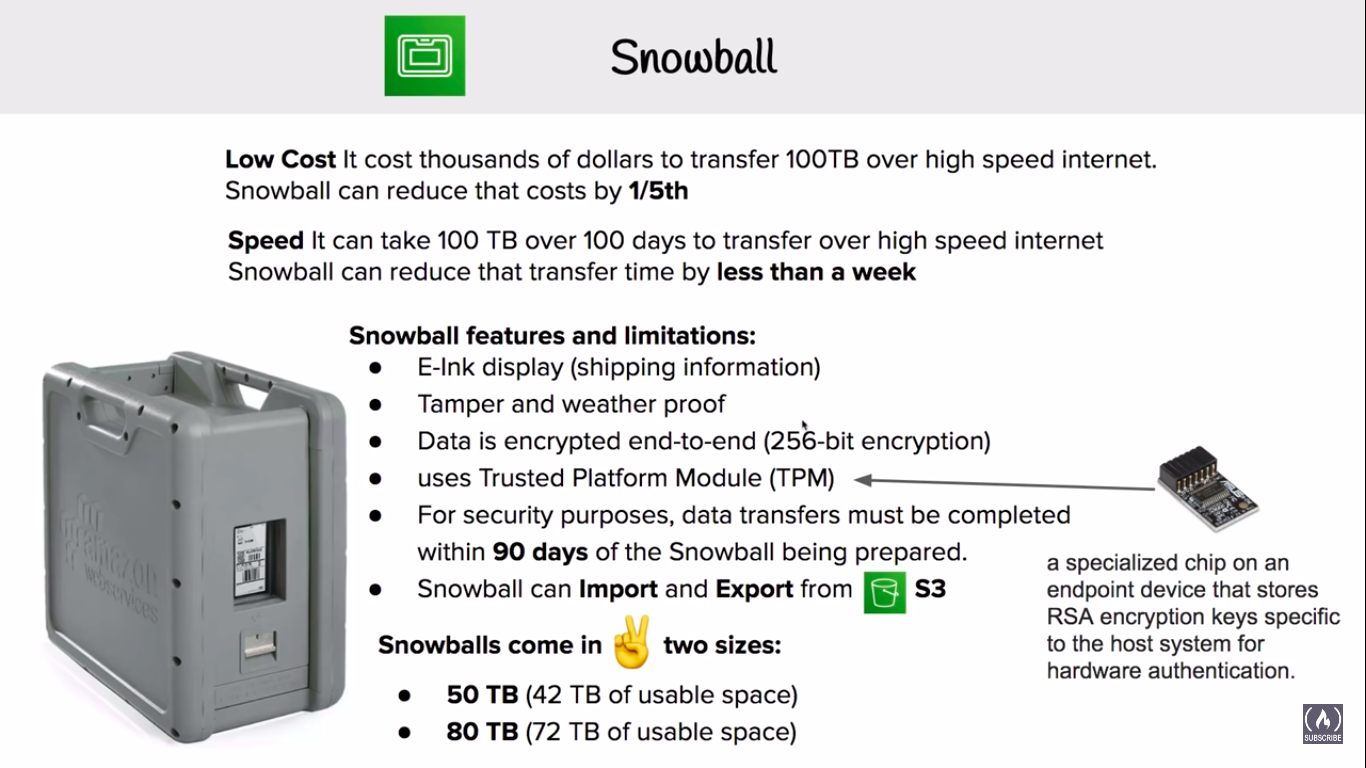 Snowball
Low Cost It cost thousands of dollars to transfer 100TB over high speed internet.
Snowball can reduce that costs by 1/5th
Speed It can take 100 TB over 100 days to transfer over high speed internet
Snowball can reduce that transfer time by less than a week
Snowball features and limitations:
● E-Ink display (shipping information)
● Tamper and weather proof
● Data is encrypted end-to-end (256-bit encryption)
● uses Trusted Platform Module (TPM)
● For security purposes, data transfers must be completed
within 90 days of the Snowball being prepared.
● Snowball can Import and Export from S3
a specialized chip on an
endpoint device that stores
RSA encryption keys specific
to the host system for
hardware authentication.
Snowballs come in ✌ two sizes:
● 50 TB (42 TB of usable space)
● 80 TB (72 TB of usable space)
amazon
webservices
SUBSCRIBE